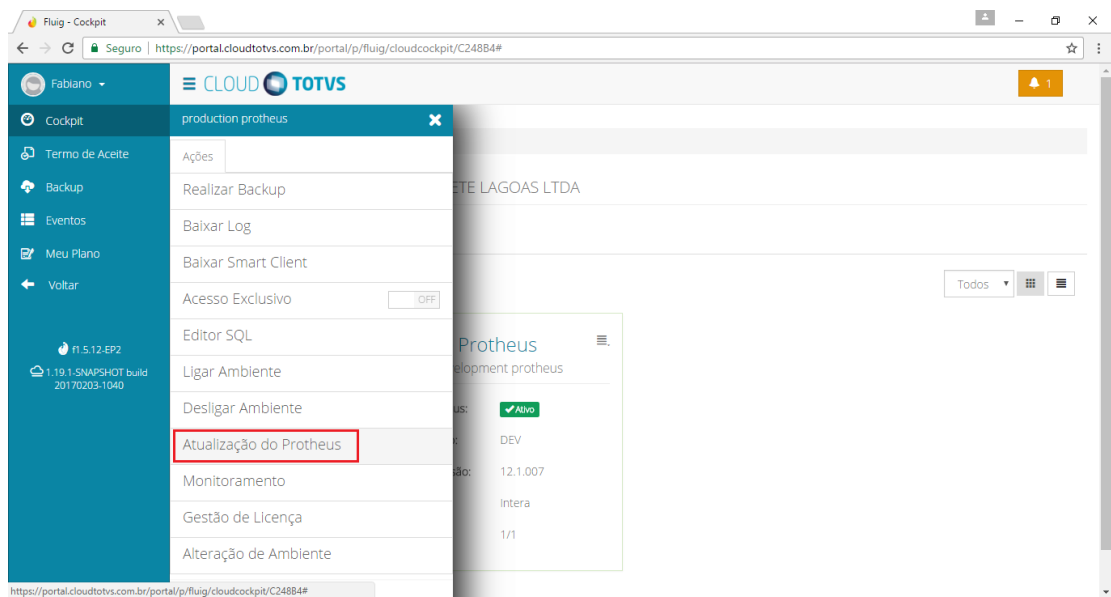 Fluig - Cockpit
Seguro | https://portal.cloudtotvs.com.br/portal/p/fluig/cloudcockpit/C248B4#
Fabiano
CLOUD TOTVS
1
Cockpit
Termo de Aceite
Backup
Eventos
Meu Plano
Voltar
f1.5.12-EP2
1.19.1-SNAPSHOT build
20170203-1040
production protheus
Ações
Realizar Backup
Baixar Log
Baixar Smart Client
Acesso Exclusivo OFF
Editor SQL
Ligar Ambiente
Desligar Ambiente
Atualização do Protheus
Monitoramento
Gestão de Licença
Alteração de Ambiente
ETE LAGOAS LTDA
Todos
Protheus
elopment protheus
us: Ativo
o: DEV
são: 12.1.007
Intera
1/1
https://portal.cloudtotvs.com.br/portal/p/fluig/cloudcockpit/C248B4#